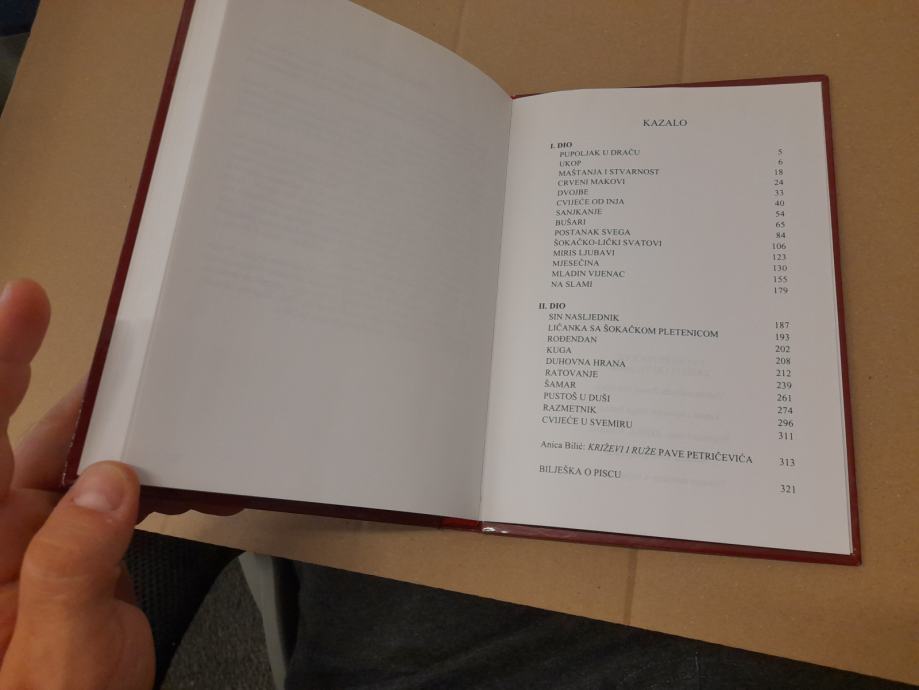 KAZALO
I. DIO
PUPOLJAK U DRAČU 5
UKOP 6
MAŠTANJA I STVARNOST 18
CRVENI MAKOVI 24
DVOJBE 33
CVIJEĆE OD INJA 40
SANJKANJE 54
BUŠARI 65
POSTANAK SVEGA 84
ŠOKAČKO-LIČKI SVATOVI 106
MIRIS LJUBAVI 123
MJESEČINA 130
MLADIN VIJENAC 155
NA SLAMI 179
II. DIO
SIN NASLJEDNIK 187
LIČANKA SA ŠOKAČKOM PLETENICOM 193
ROĐENDAN 202
KUGA 208
DUHOVNA HRANA 212
RATOVANJE 239
ŠAMAR 261
PUSTOŠ U DUŠI 274
RAZMETNIK 296
CVIJEĆE U SVEMIRU 311
Anica Bilić: KRIŽEVI I RUŽE PAVE PETRIČEVIĆA 313
BILJEŠKA O PISCU 321